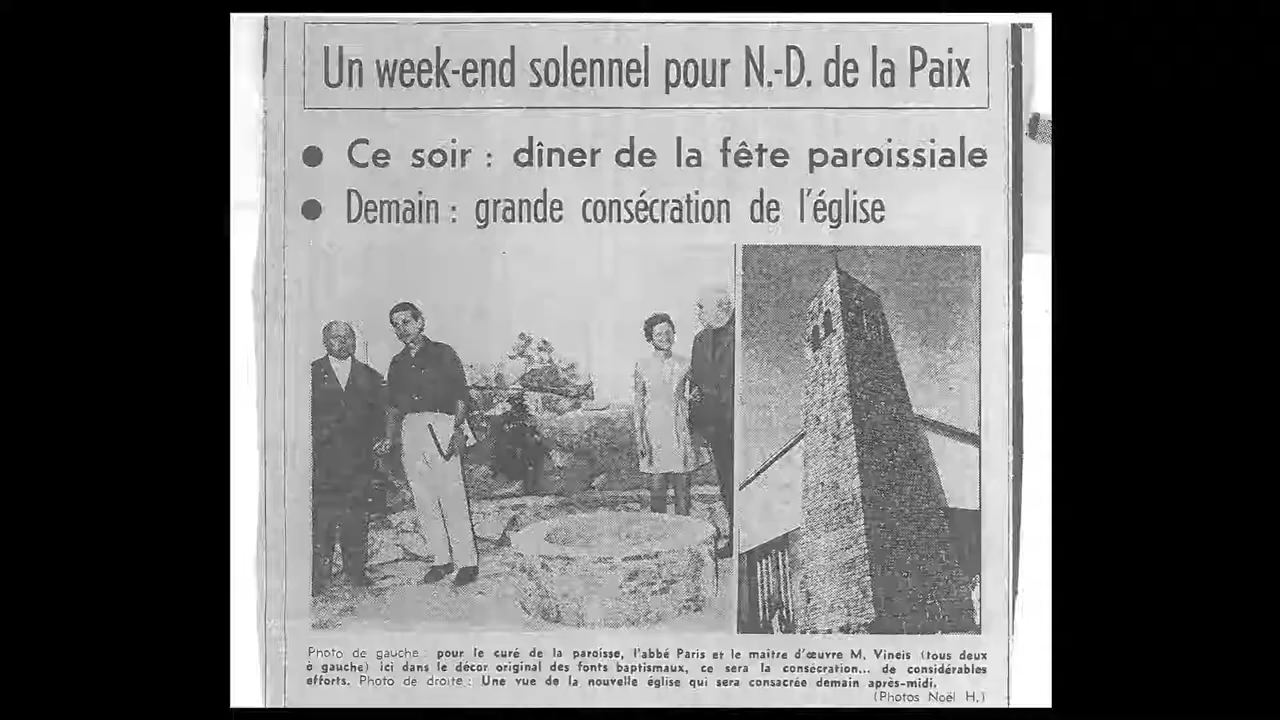 Un week-end solennel pour N.-D. de la Paix
● Ce soir : dîner de la fête paroissiale
● Demain : grande consécration de l'église
Photo de gauche : pour le curé de la paroisse, l'abbé Paris et le maître d'œuvre M. Vineis (tous deux
à gauche) ici dans le décor original des fonts baptismaux, ce sera la consécration... de considérables
efforts. Photo de droite : Une vue de la nouvelle église qui sera consacrée demain après-midi.
(Photos Noël H.)